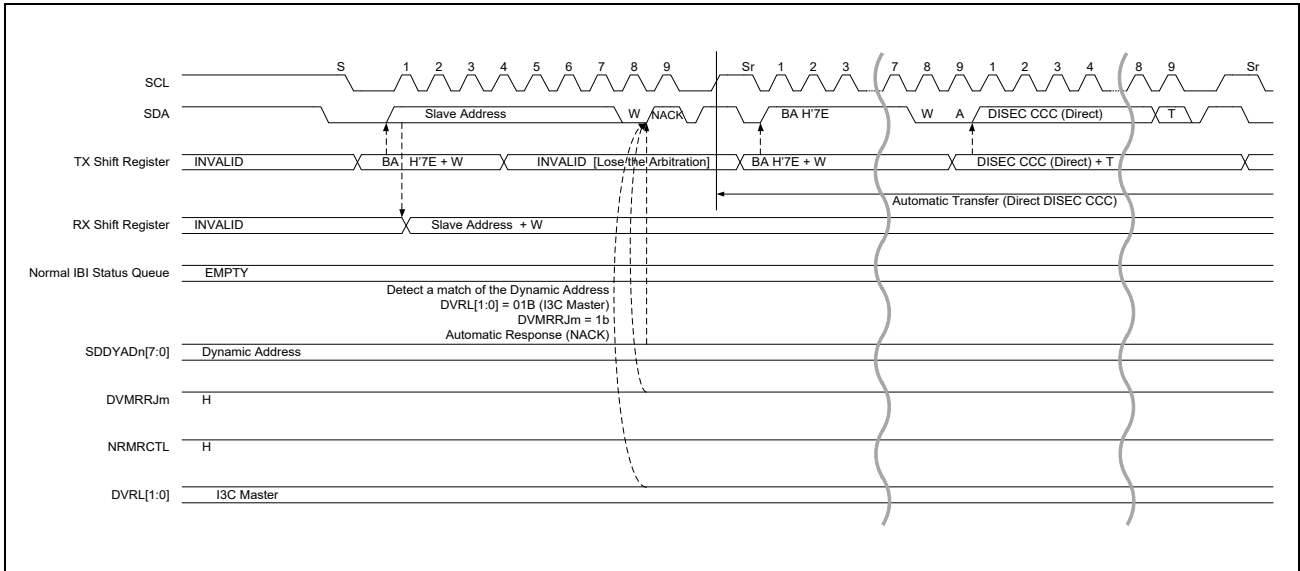 S 1 2 3 4 5 6 7 8 9 Sr 1 2 3 7 8 9 1 2 3 4 8 9 Sr
SCL
SDA Slave Address W NACK BA H'7E W A DISEC CCC (Direct) T
TX Shift Register INVALID BA H'7E + W INVALID [Lose the Arbitration] BA H'7E + W DISEC CCC (Direct) + T
Automatic Transfer (Direct DISEC CCC)
RX Shift Register INVALID Slave Address + W
Normal IBI Status Queue EMPTY
Detect a match of the Dynamic Address
DVRL[1:0] = 01B (I3C Master)
DVMRRJm = 1b
Automatic Response (NACK)
SDDYADn[7:0] Dynamic Address
DVMRRJm H
NRMRCTL H
DVRL[1:0] I3C Master